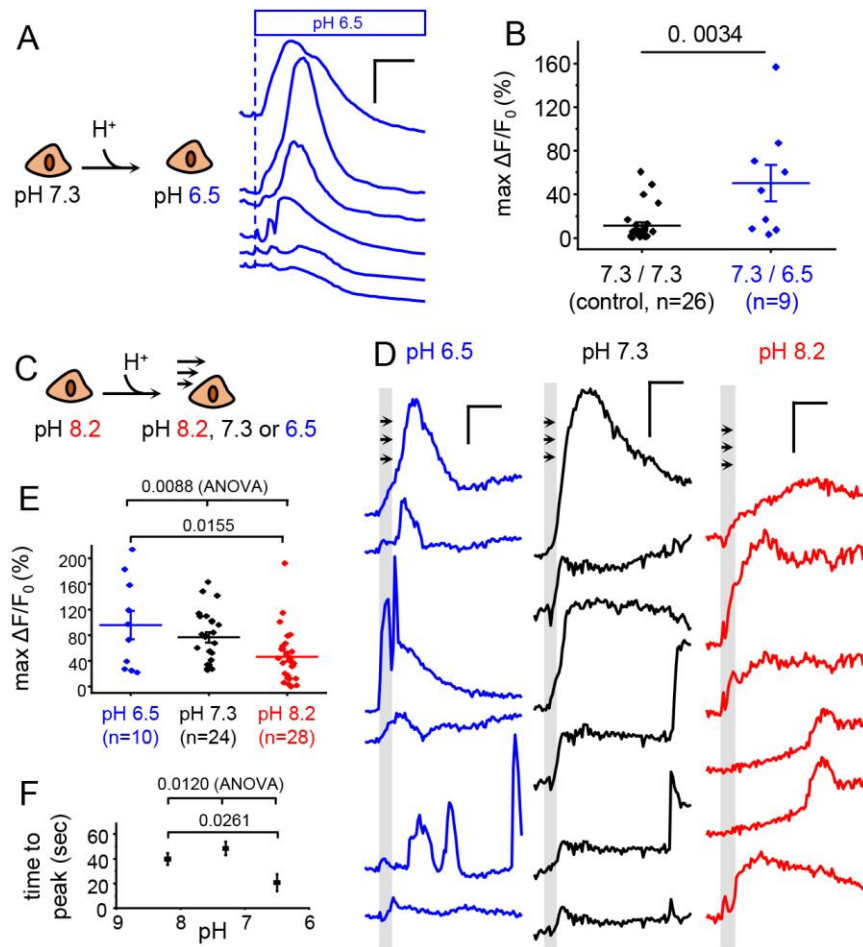 A
pH 6.5
H⁺
pH 7.3
pH 6.5
B
0. 0034
max ΔF/F₀ (%)
160
120
80
40
0
7.3 / 7.3
(control, n=26)
7.3 / 6.5
(n=9)
C
H⁺
pH 8.2
pH 8.2, 7.3 or 6.5
D
pH 6.5
pH 7.3
pH 8.2
E
0.0088 (ANOVA)
0.0155
max ΔF/F₀ (%)
200
160
120
80
40
0
pH 6.5
(n=10)
pH 7.3
(n=24)
pH 8.2
(n=28)
F
0.0120 (ANOVA)
0.0261
time to
peak (sec)
60
40
20
0
9 8 7 6
pH